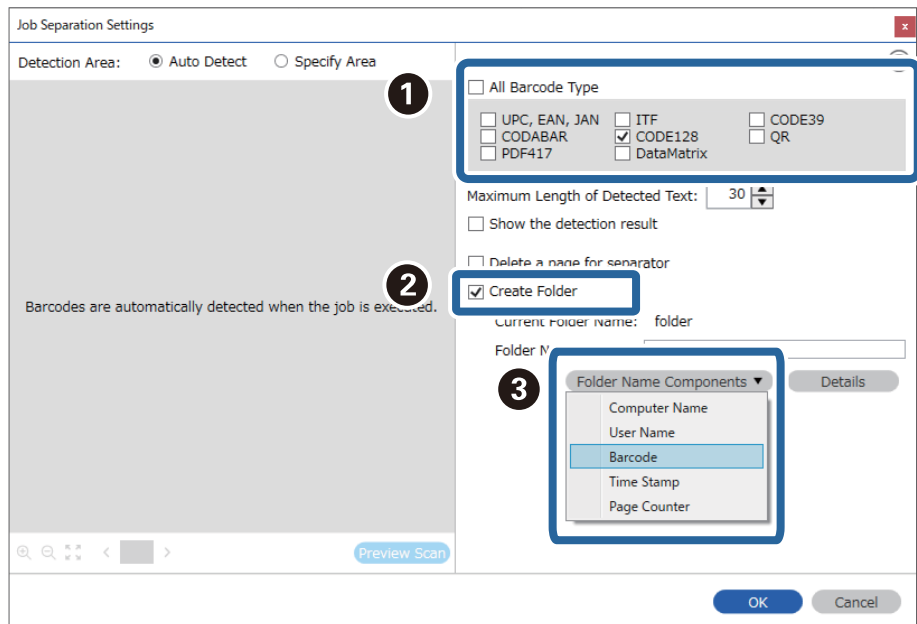 Job Separation Settings
x
Detection Area: Auto Detect Specify Area
1
All Barcode Type
UPC, EAN, JAN ITF CODE39
CODABAR CODE128 QR
PDF417 DataMatrix
Maximum Length of Detected Text: 30
Show the detection result
Delete a page for separator
2
Create Folder
Barcodes are automatically detected when the job is executed.
Current Folder Name: folder
Folder
3
Folder Name Components Details
Computer Name
User Name
Barcode
Time Stamp
Page Counter
Preview Scan
OK Cancel